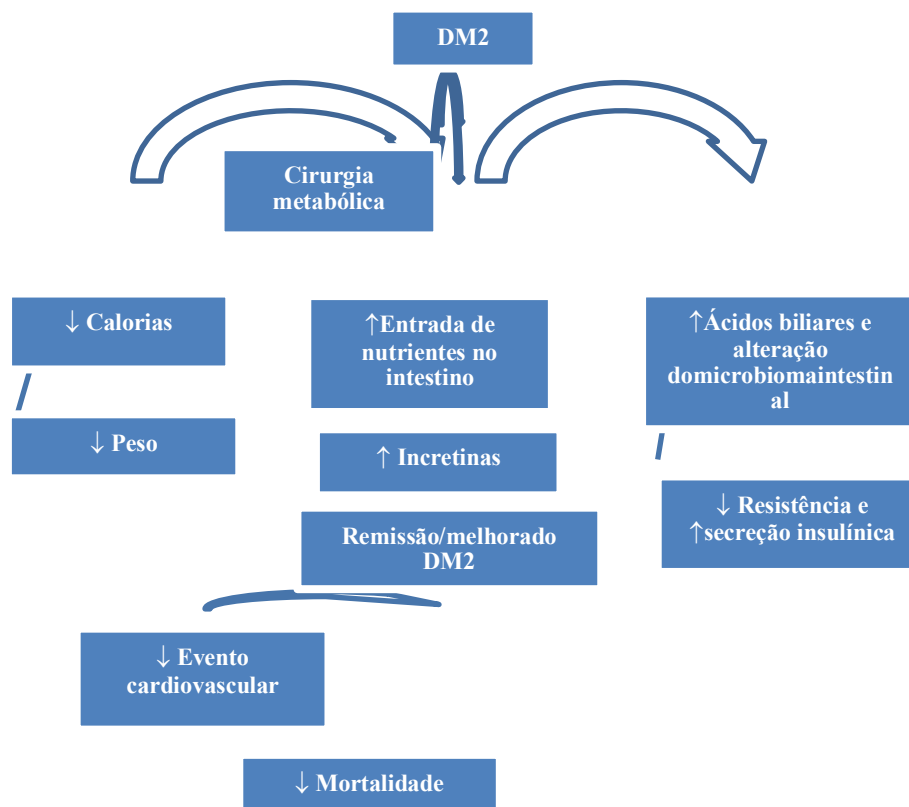 DM2
Cirurgia
metabólica
↓ Calorias
↑Entrada de
nutrientes no
intestino
↑Ácidos biliares e
alteração
domicrobiomaintestin
al
↓ Peso
↑ Incretinas
↓ Resistência e
↑secreção insulínica
Remissão/melhorado
DM2
↓ Evento
cardiovascular
↓ Mortalidade